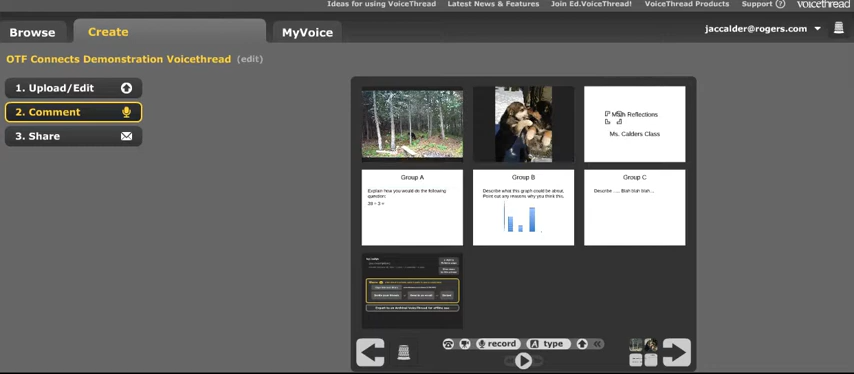 Ideas for using VoiceThread Latest News & Features Join Ed.VoiceThread! VoiceThread Products Support voicethread
Browse Create MyVoice jaccalder@rogers.com
OTF Connects Demonstration Voicethread (edit)
1. Upload/Edit
2. Comment
3. Share
Math Reflections
Ms. Calders Class
Group A
Explain how you would do the following
question:
Group B
Describe what this graph could be about.
Point out any reasons why you think this.
Group C
Describe .... Blah blah blah...
record A type